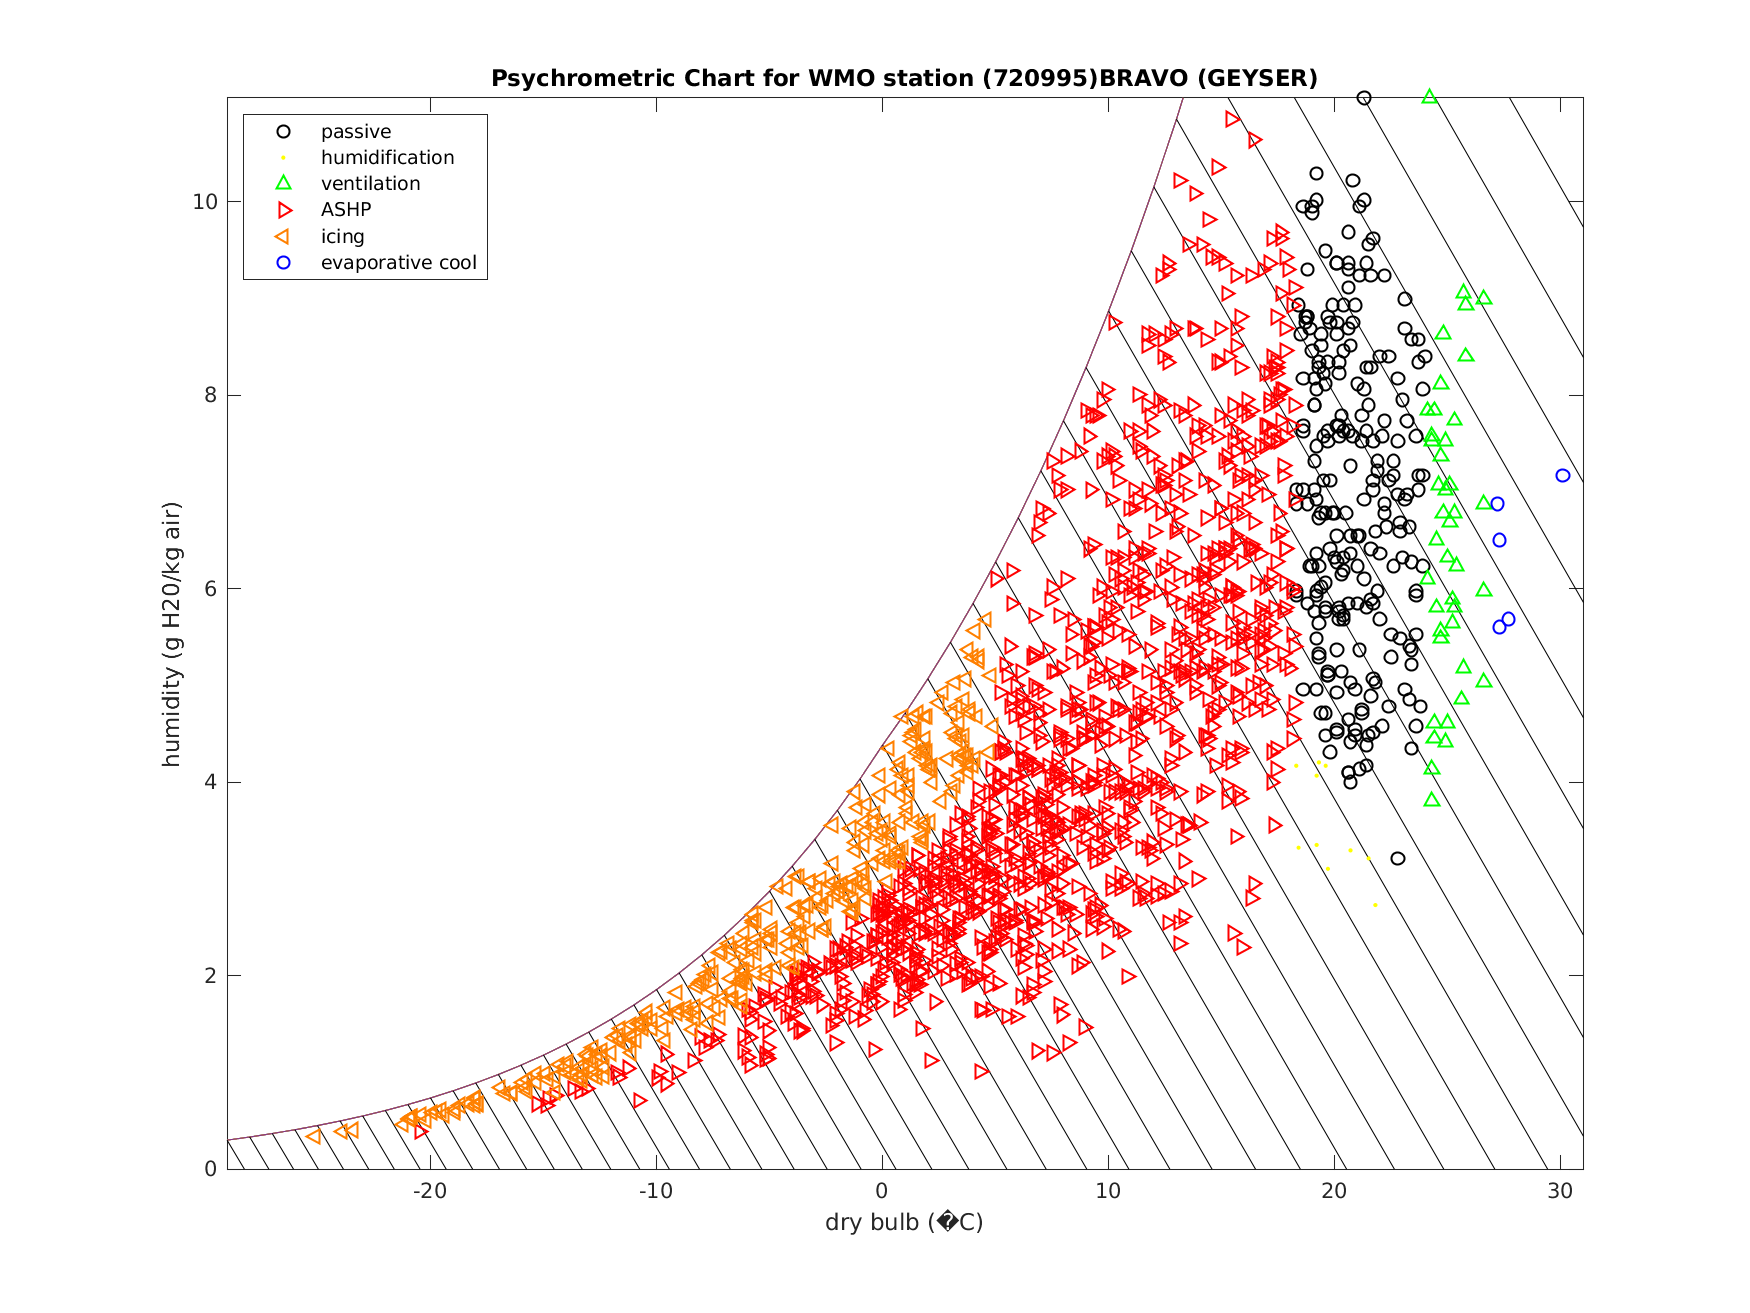 Psychrometric Chart for WMO station (720995)BRAVO (GEYSER)
passive
humidification
ventilation
ASHP
icing
evaporative cool
humidity (g H20/kg air)
10
8
6
4
2
0
-20 -10 0 10 20 30
dry bulb (�C)